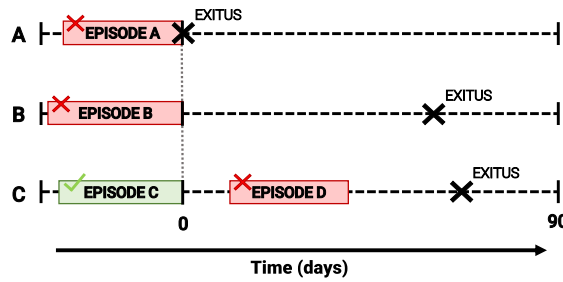 EXITUS
A
EPISODE A
EXITUS
B
EPISODE B
EXITUS
C
EPISODE C
EPISODE D
0
90
Time (days)